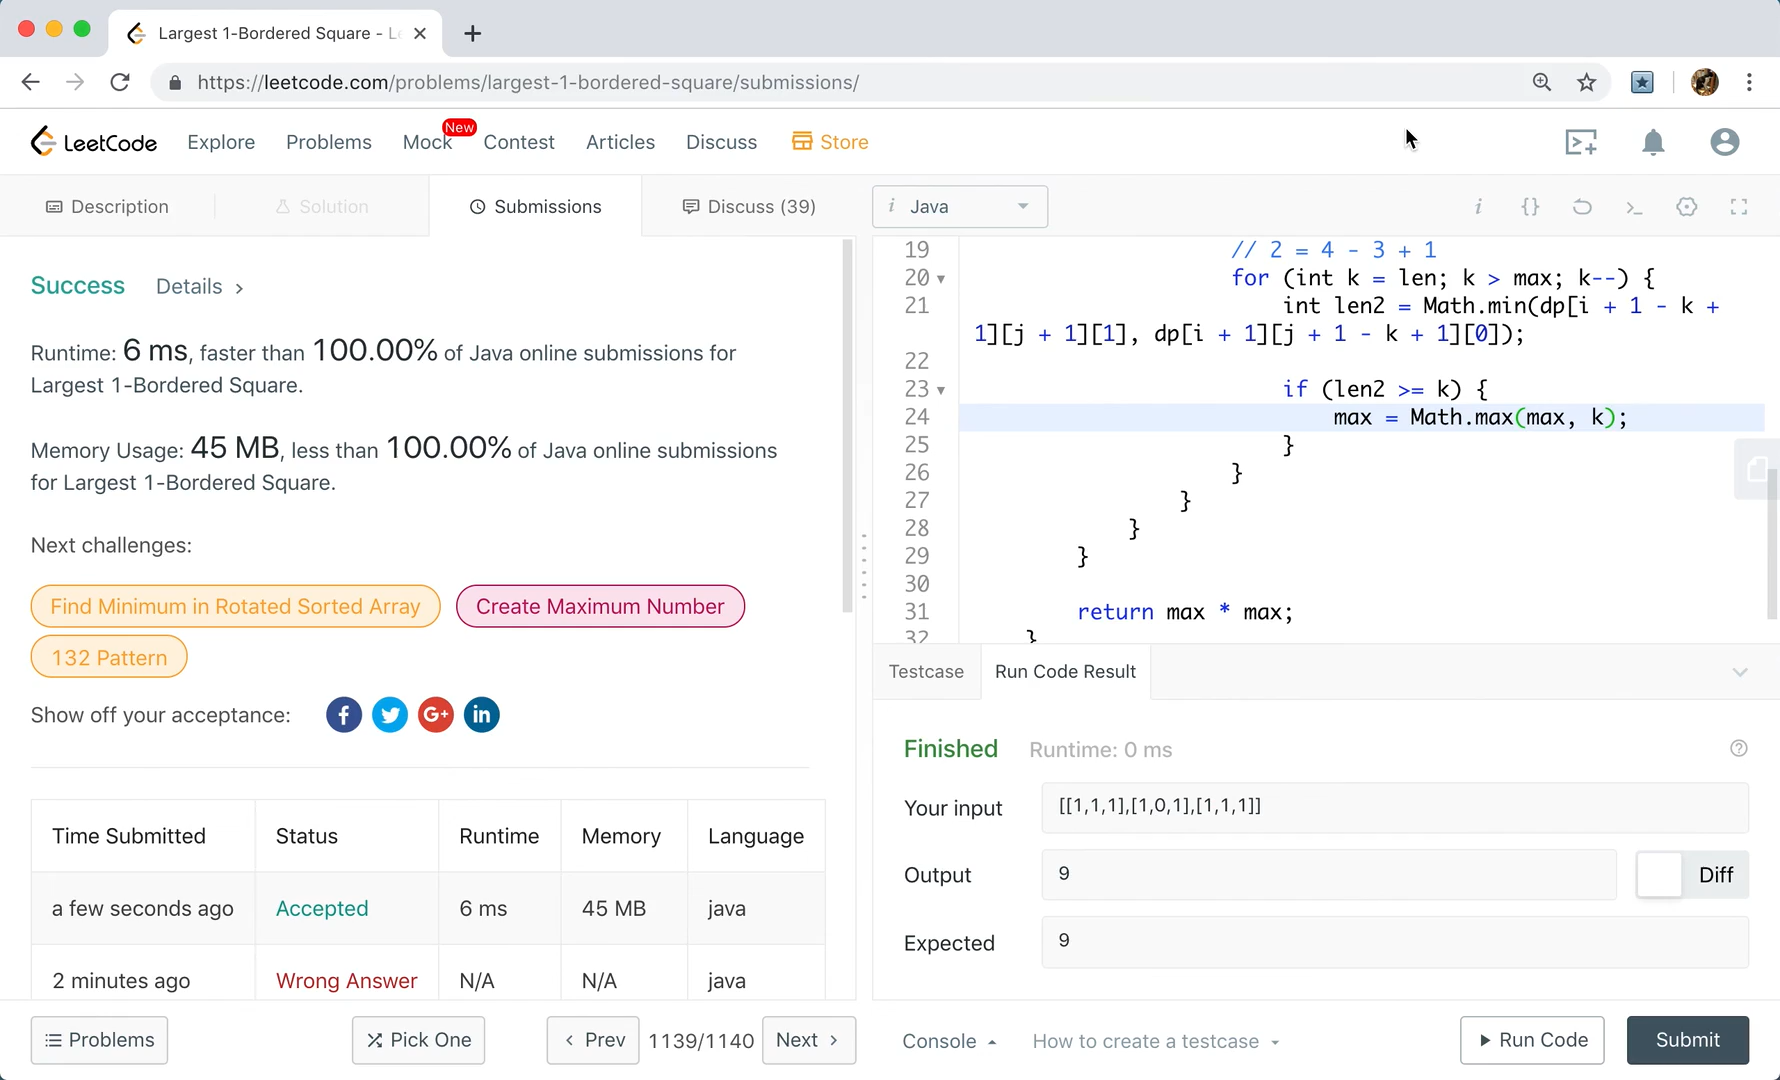 Largest 1-Bordered Square - Le
https://leetcode.com/problems/largest-1-bordered-square/submissions/
LeetCode
Explore
Problems
Mock
New
Contest
Articles
Discuss
Store
Description
Solution
Submissions
Discuss (39)
i Java
i
{}
>_
Success
Details >
Runtime: 6 ms, faster than 100.00% of Java online submissions for
Largest 1-Bordered Square.
Memory Usage: 45 MB, less than 100.00% of Java online submissions
for Largest 1-Bordered Square.
Next challenges:
Find Minimum in Rotated Sorted Array
Create Maximum Number
132 Pattern
Show off your acceptance:
f
G+
in
Time Submitted Status Runtime Memory Language
a few seconds ago Accepted 6 ms 45 MB java
2 minutes ago Wrong Answer N/A N/A java
Problems
Pick One
< Prev
1139/1140
Next >
19 // 2 = 4 - 3 + 1
20 for (int k = len; k > max; k--) {
21 int len2 = Math.min(dp[i + 1 - k +
1][j + 1][1], dp[i + 1][j + 1 - k + 1][0]);
22
23 if (len2 >= k) {
24 max = Math.max(max, k);
25 }
26 }
27 }
28 }
29 }
30
31 return max * max;
32 }
Testcase
Run Code Result
Finished
Runtime: 0 ms
?
Your input
[[1,1,1],[1,0,1],[1,1,1]]
Output
9
Diff
Expected
9
Console
How to create a testcase
Run Code
Submit